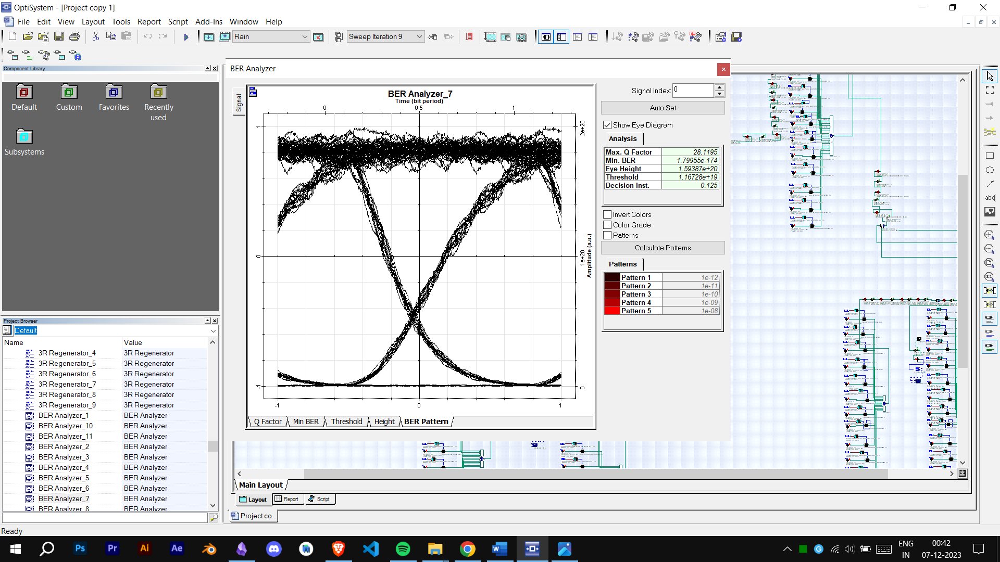 OptiSystem - [Project copy 1]
File Edit View Layout Tools Report Script Add-Ins Window Help
Rain
Sweep Iteration 9
Component Library
Default
Custom
Favorites
Recently used
Subsystems
Project Browser
Default
Name Value
3R Regenerator_4 3R Regenerator
3R Regenerator_5 3R Regenerator
3R Regenerator_6 3R Regenerator
3R Regenerator_7 3R Regenerator
3R Regenerator_8 3R Regenerator
3R Regenerator_9 3R Regenerator
BER Analyzer_1 BER Analyzer
BER Analyzer_10 BER Analyzer
BER Analyzer_11 BER Analyzer
BER Analyzer_2 BER Analyzer
BER Analyzer_3 BER Analyzer
BER Analyzer_4 BER Analyzer
BER Analyzer_5 BER Analyzer
BER Analyzer_6 BER Analyzer
BER Analyzer_7 BER Analyzer
BER Analyzer_8 BER Analyzer
BER Analyzer
Signal
BER Analyzer_7
Time (bit period)
0 0.5 1
1
0
-1
-1 0 1
2e+20
1e+20
0
Amplitude (a.u.)
Q Factor Min BER Threshold Height BER Pattern
Signal Index: 0
Auto Set
Show Eye Diagram
Analysis
Max. Q Factor 28.1195
Min. BER 1.79955e-174
Eye Height 1.59387e+20
Threshold 1.16728e+19
Decision Inst. 0.125
Invert Colors
Color Grade
Patterns
Calculate Patterns
Patterns
Pattern 1 1e-12
Pattern 2 1e-11
Pattern 3 1e-10
Pattern 4 1e-09
Pattern 5 1e-08
Main Layout
Layout Report Script
Project co...
Ready
Ps Pr Ai Ae
ENG
IN
00:42
07-12-2023